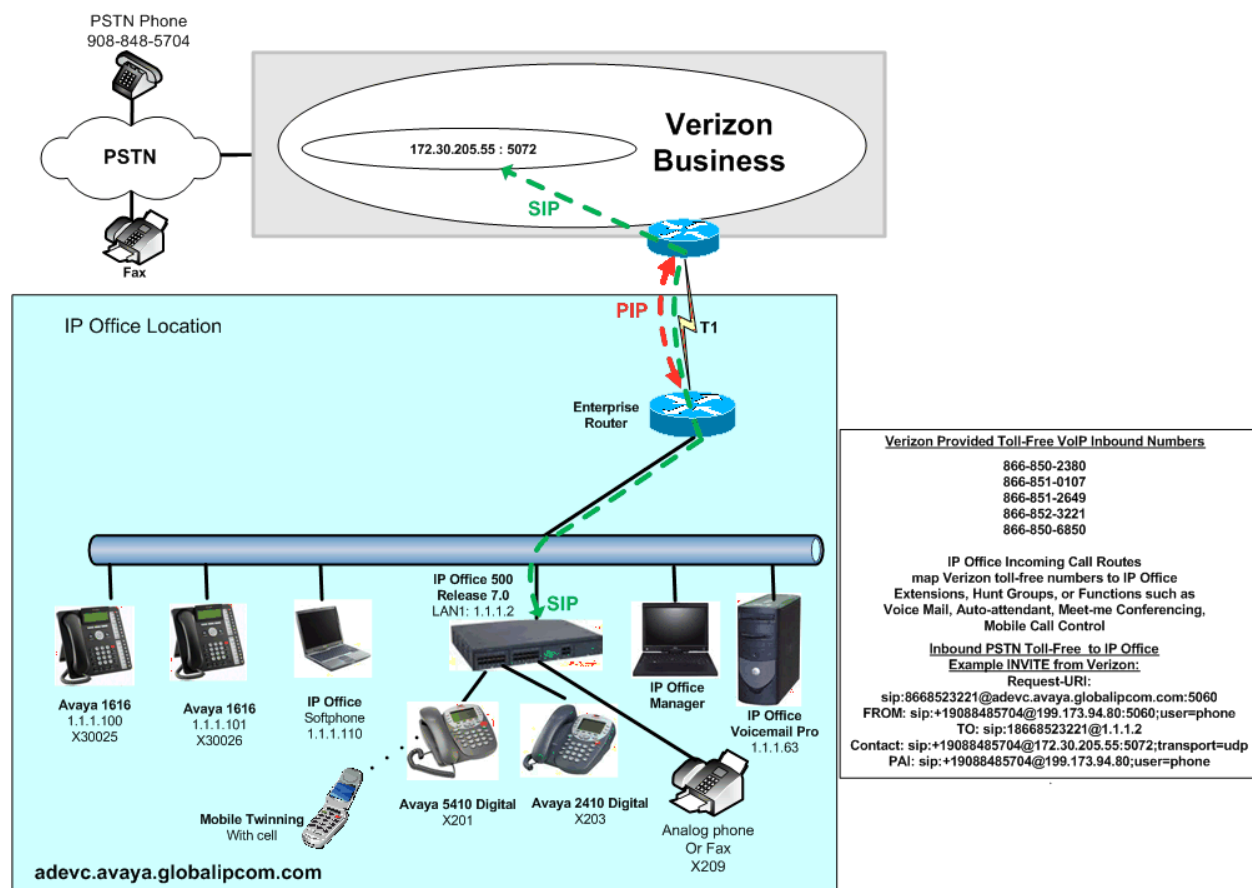 PSTN Phone
908-848-5704
PSTN
Fax
Verizon
Business
172.30.205.55 : 5072
SIP
PIP
T1
IP Office Location
Enterprise
Router
IP Office 500
Release 7.0
LAN1: 1.1.1.2
SIP
Avaya 1616
1.1.1.100
X30025
Avaya 1616
1.1.1.101
X30026
IP Office
Softphone
1.1.1.110
IP Office
Manager
IP Office
Voicemail Pro
1.1.1.63
Mobile Twinning
With cell
Avaya 5410 Digital
X201
Avaya 2410 Digital
X203
Analog phone
Or Fax
X209
adevc.avaya.globalipcom.com
Verizon Provided Toll-Free VoIP Inbound Numbers
866-850-2380
866-851-0107
866-851-2649
866-852-3221
866-850-6850
IP Office Incoming Call Routes
map Verizon toll-free numbers to IP Office
Extensions, Hunt Groups, or Functions such as
Voice Mail, Auto-attendant, Meet-me Conferencing,
Mobile Call Control
Inbound PSTN Toll-Free to IP Office
Example INVITE from Verizon:
Request-URI:
sip:8668523221@adevc.avaya.globalipcom.com:5060
FROM: sip:+19088485704@199.173.94.80:5060;user=phone
TO: sip:18668523221@1.1.1.2
Contact: sip:+19088485704@172.30.205.55:5072;transport=udp
PAI: sip:+19088485704@199.173.94.80;user=phone